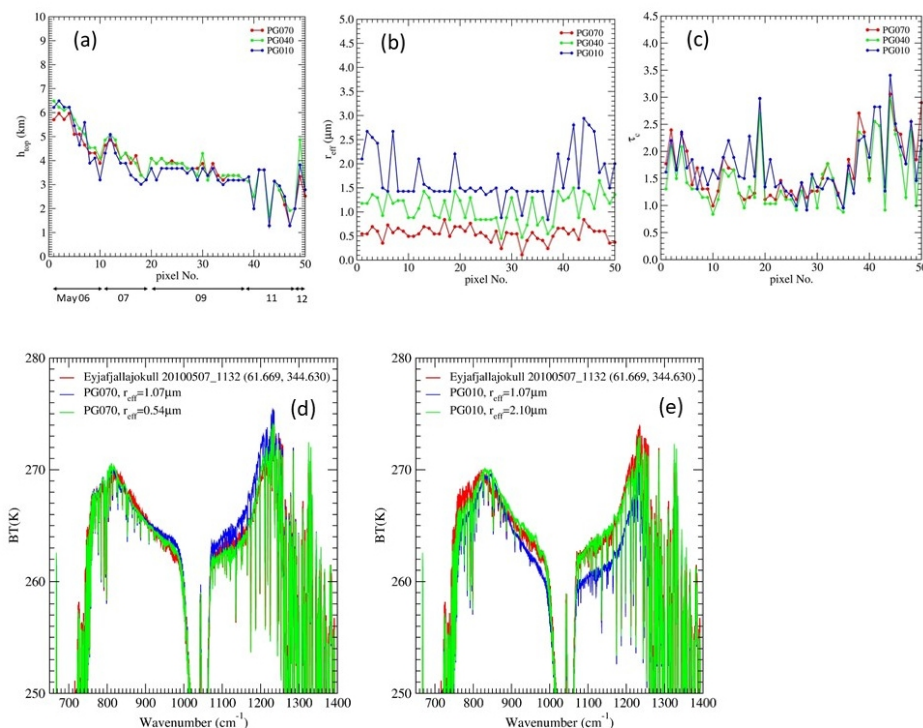 (a)
PG070
PG040
PG010
10
9
8
7
6
5
4
3
2
1
0
h_top (km)
0 10 20 30 40 50
pixel No.
May 06 07 09 11 12
(b)
PG070
PG040
PG010
5.0
4.5
4.0
3.5
3.0
2.5
2.0
1.5
1.0
0.5
0.0
r_eff (μm)
0 10 20 30 40 50
pixel No.
(c)
PG070
PG040
PG010
4.5
4.0
3.5
3.0
2.5
2.0
1.5
1.0
0.5
0.0
τ_c
0 10 20 30 40 50
pixel No.
280
270
260
250
BT(K)
Eyjafjallajokull 20100507_1132 (61.669, 344.630)
PG070, r_eff=1.07μm
PG070, r_eff=0.54μm
(d)
700 800 900 1000 1100 1200 1300 1400
Wavenumber (cm⁻¹)
280
270
260
250
BT(K)
Eyjafjallajokull 20100507_1132 (61.669, 344.630)
PG010, r_eff=1.07μm
PG010, r_eff=2.10μm
(e)
700 800 900 1000 1100 1200 1300 1400
Wavenumber (cm⁻¹)